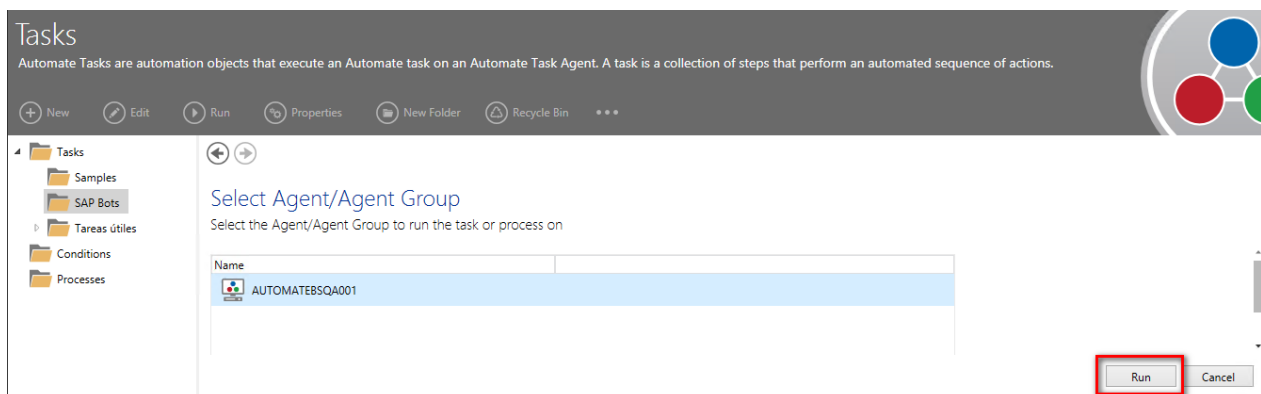 Tasks
Automate Tasks are automation objects that execute an Automate task on an Automate Task Agent. A task is a collection of steps that perform an automated sequence of actions.
New Edit Run Properties New Folder Recycle Bin
Tasks
Samples
SAP Bots
Tareas útiles
Conditions
Processes
Select Agent/Agent Group
Select the Agent/Agent Group to run the task or process on
Name
AUTOMATEBSQA001
Run Cancel